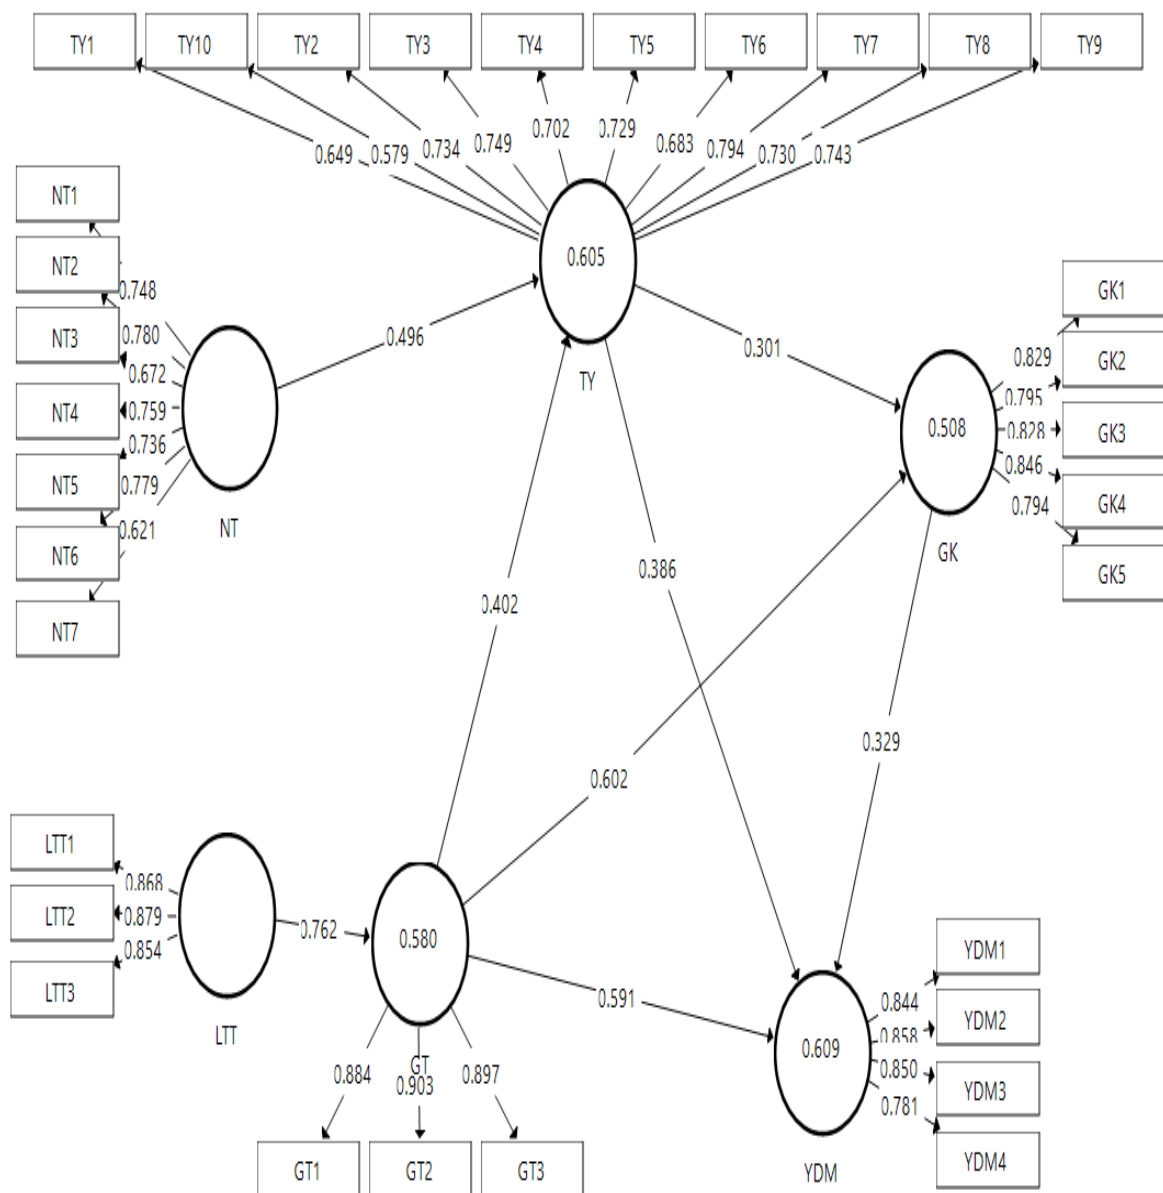 TY1 TY10 TY2 TY3 TY4 TY5 TY6 TY7 TY8 TY9
0.649 0.579 0.734 0.749 0.702 0.729 0.683 0.794 0.730 0.743
NT1
NT2
NT3
NT4
NT5
NT6
NT7
0.748
0.780
0.672
0.759
0.736
0.779
0.621
NT
0.496
0.605
TY
0.301
0.402
0.386
0.508
GK
0.829
0.795
0.828
0.846
0.794
GK1
GK2
GK3
GK4
GK5
0.602
0.329
LTT1
LTT2
LTT3
0.868
0.879
0.854
LTT
0.762
0.580
GT
0.884 0.903 0.897
GT1 GT2 GT3
0.591
0.609
YDM
0.844
0.858
0.850
0.781
YDM1
YDM2
YDM3
YDM4